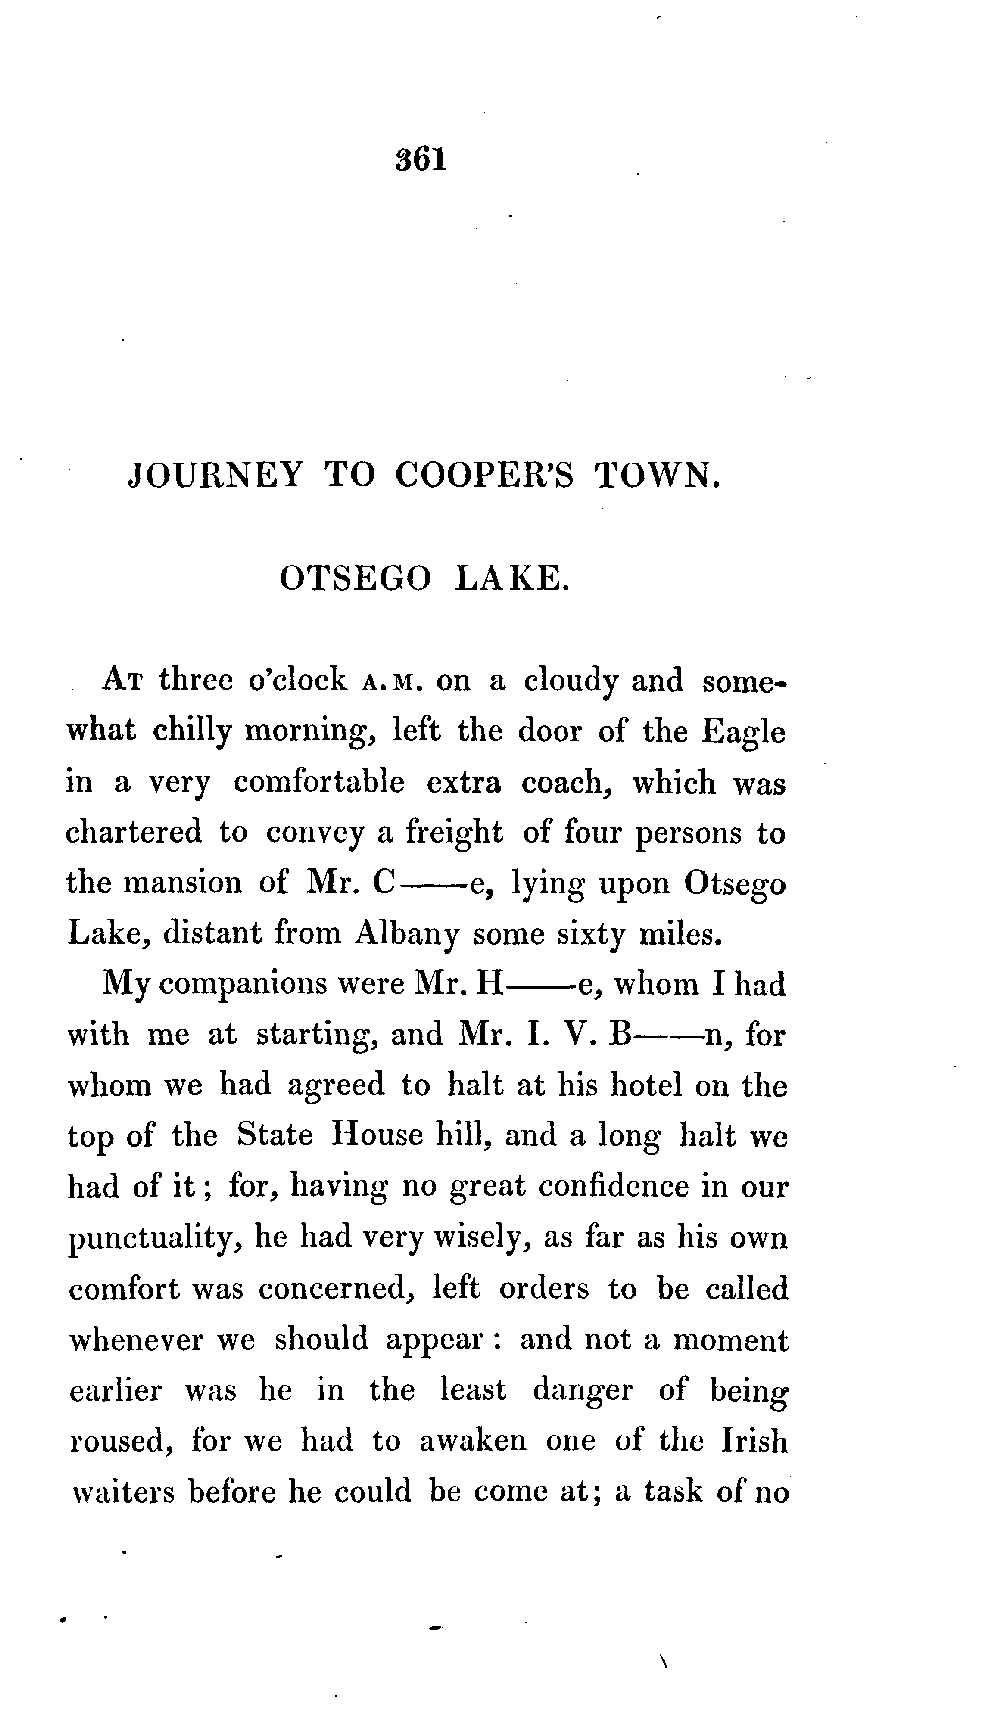 361
JOURNEY TO COOPER'S TOWN.
OTSEGO LAKE.
At three o'clock A.M. on a cloudy and some-
what chilly morning, left the door of the Eagle
in a very comfortable extra coach, which was
chartered to convey a freight of four persons to
the mansion of Mr. C——e, lying upon Otsego
Lake, distant from Albany some sixty miles.
My companions were Mr. H——e, whom I had
with me at starting, and Mr. I. V. B——n, for
whom we had agreed to halt at his hotel on the
top of the State House hill, and a long halt we
had of it; for, having no great confidence in our
punctuality, he had very wisely, as far as his own
comfort was concerned, left orders to be called
whenever we should appear: and not a moment
earlier was he in the least danger of being
roused, for we had to awaken one of the Irish
waiters before he could be come at; a task of no